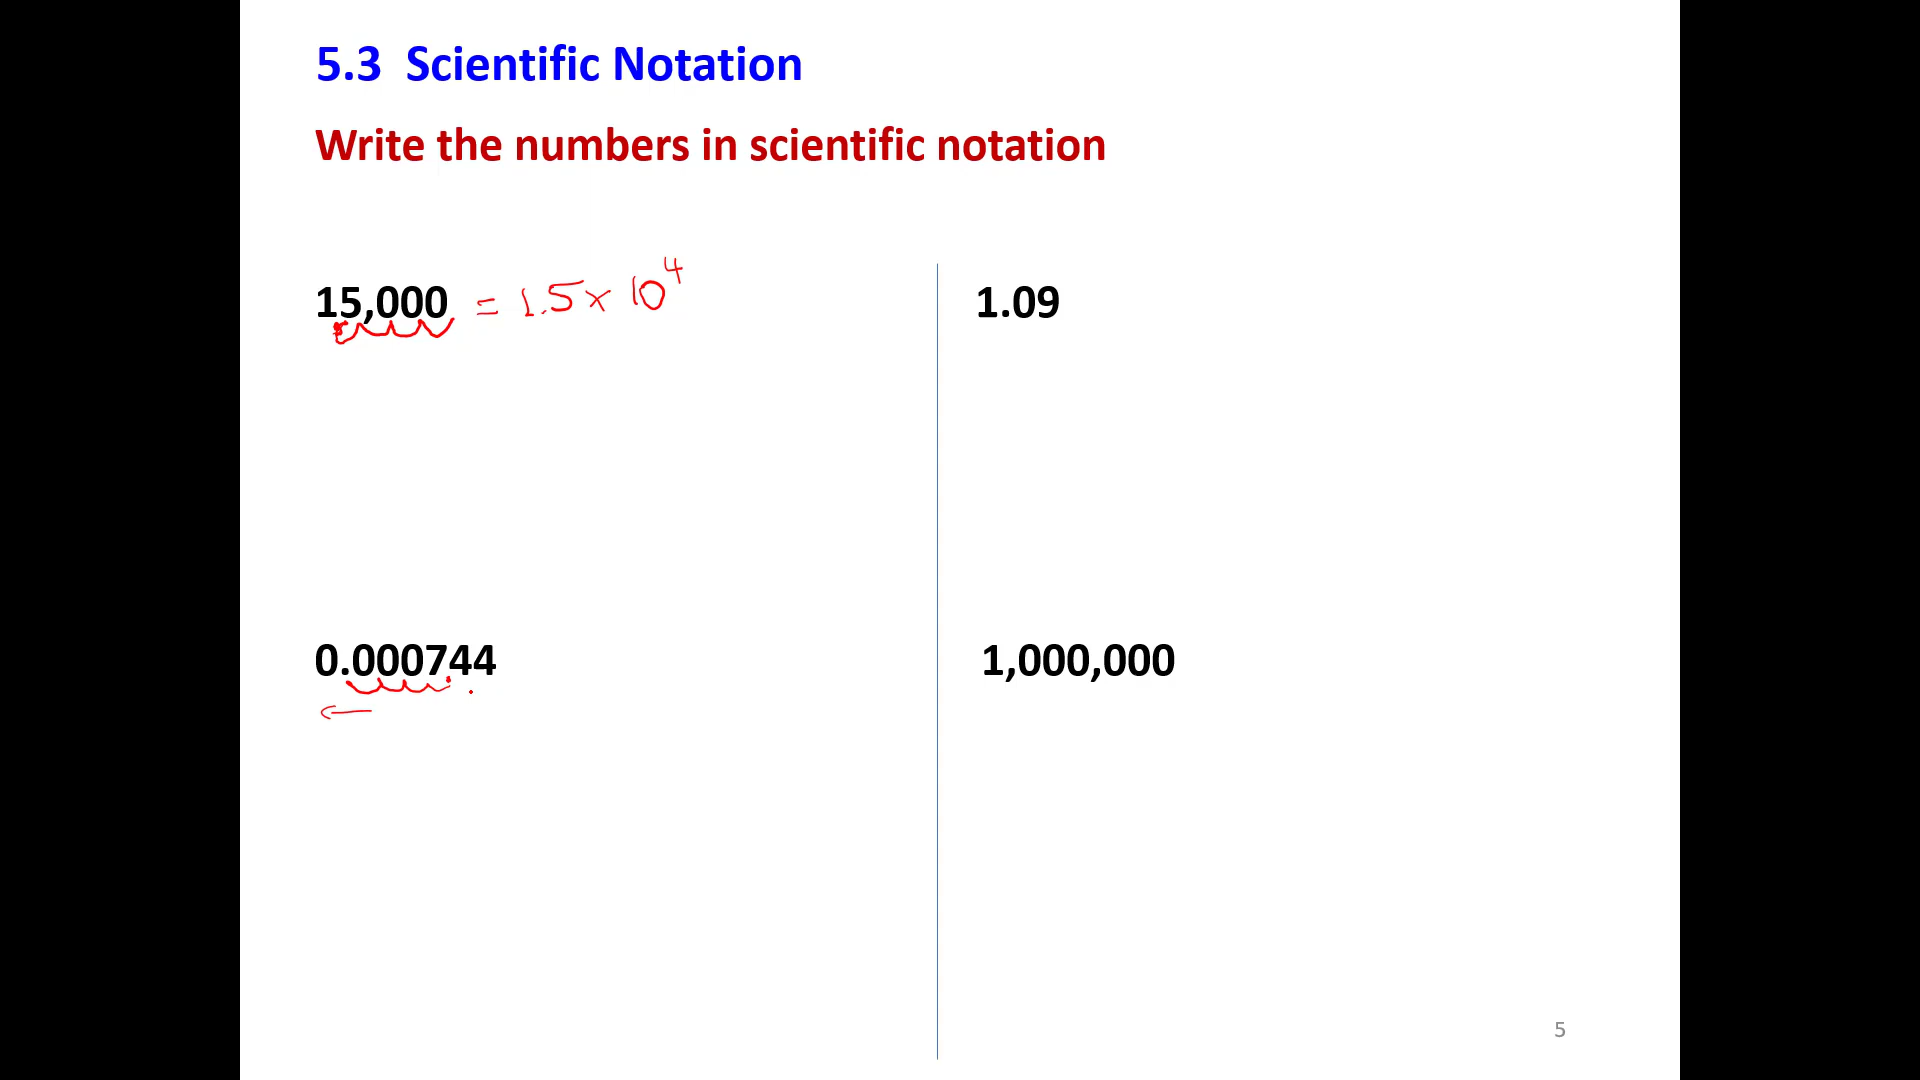 5.3 Scientific Notation
Write the numbers in scientific notation
15,000 = 1.5 x 10⁴
1.09
0.000744
1,000,000
5